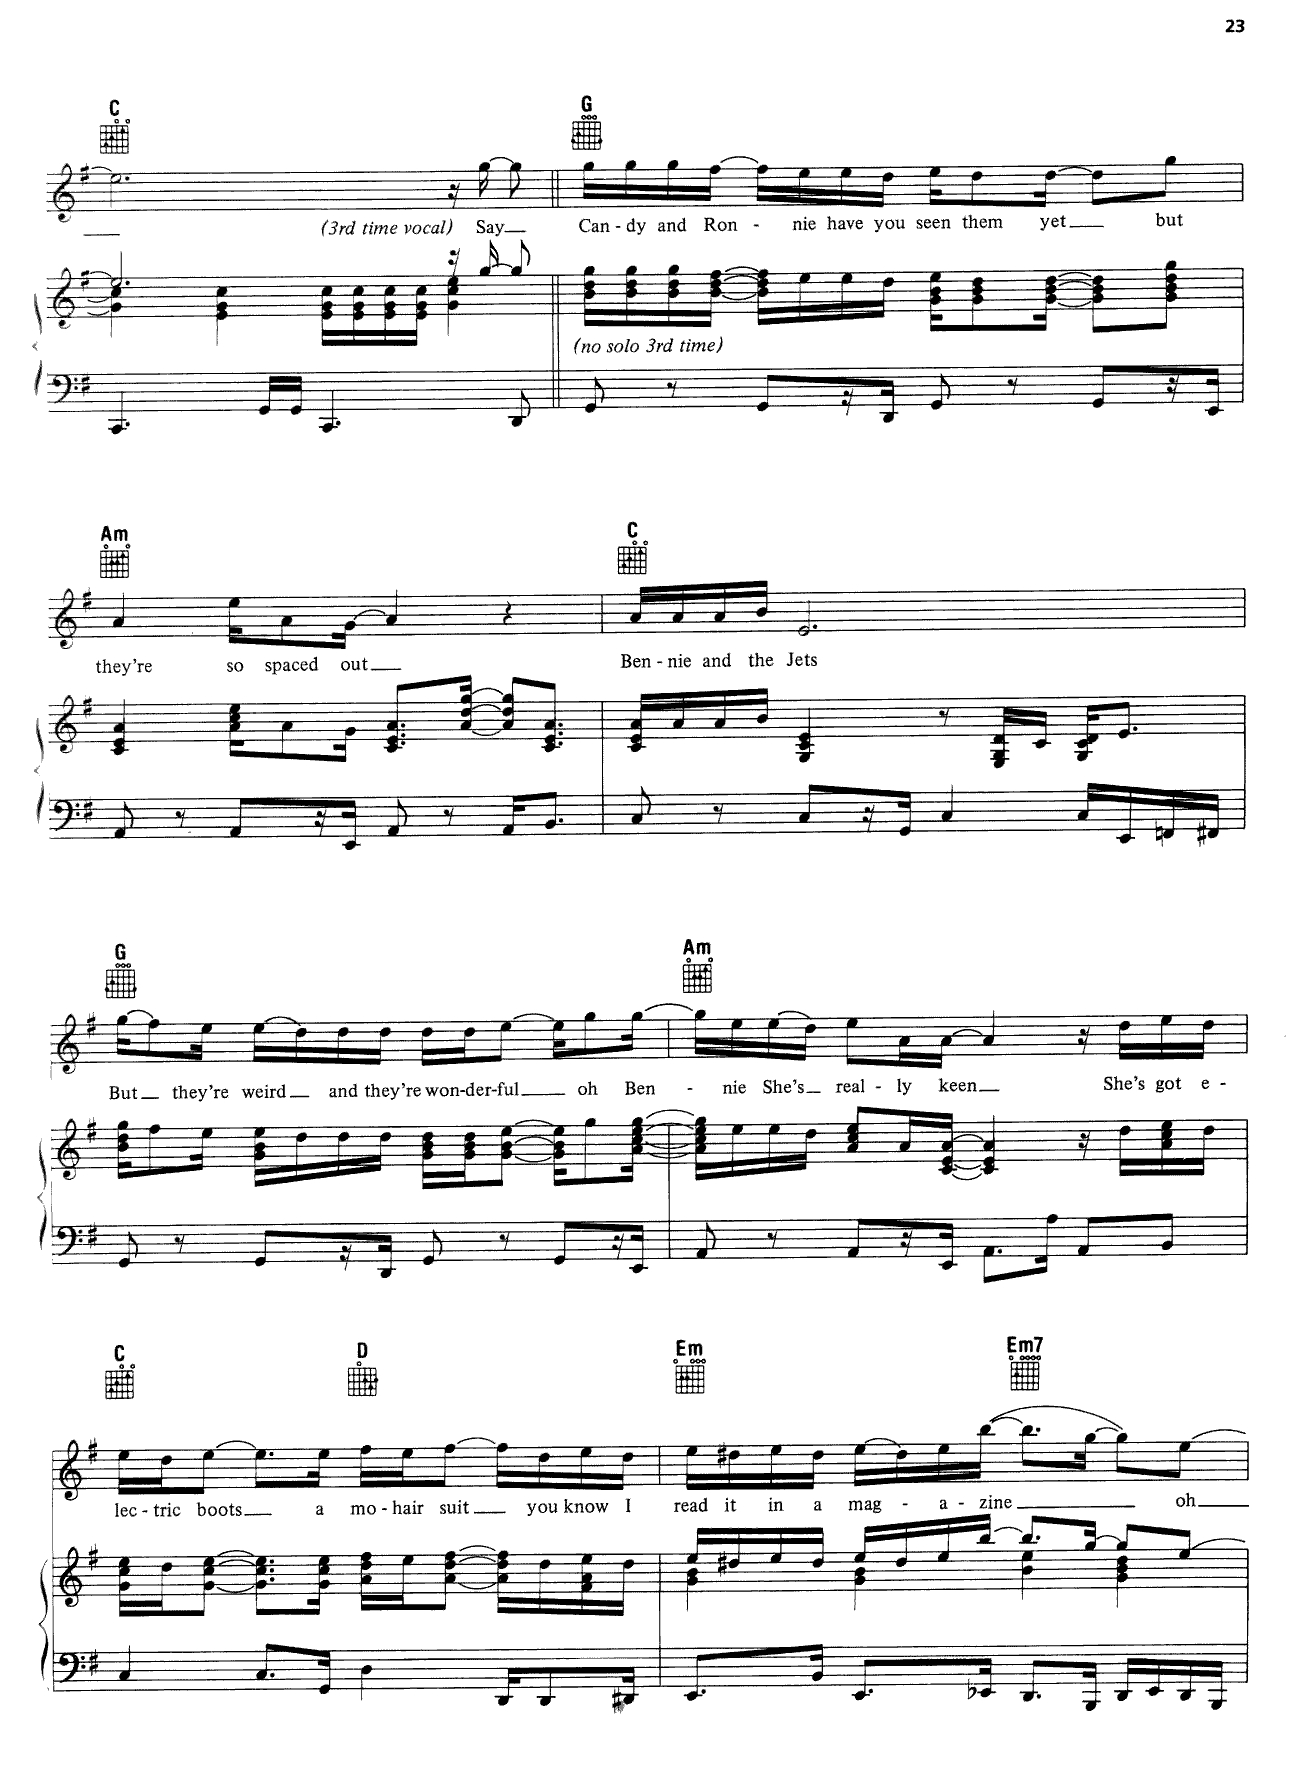 23
C G
(3rd time vocal) Say Can - dy and Ron - nie have you seen them yet but
(no solo 3rd time)
Am C
they're so spaced out Ben - nie and the Jets
G Am
But they're weird and they're won-der-ful oh Ben - nie She's real - ly keen She's got e -
C D Em Em7
lec - tric boots a mo - hair suit you know I read it in a mag - a - zine oh